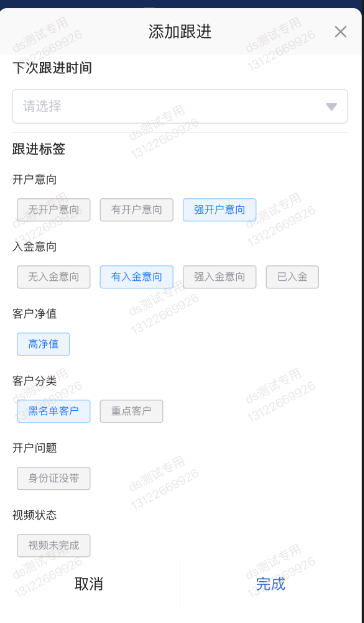 添加跟进
下次跟进时间
请选择
跟进标签
开户意向
无开户意向 有开户意向 强开户意向
入金意向
无入金意向 有入金意向 强入金意向 已入金
客户净值
高净值
客户分类
黑名单客户 重点客户
开户问题
身份证没带
视频状态
视频未完成
取消 完成
ds测试专用
13122669926
ds测试专用
13122669926
ds测试专用
13122669926
ds测试专用
13122669926
ds测试专用
13122669926
ds测试专用
13122669926
ds测试专用
13122669926
ds测试专用
13122669926
ds测试专用
13122669926
ds测试专用
13122669926
ds测试专用
13122669926